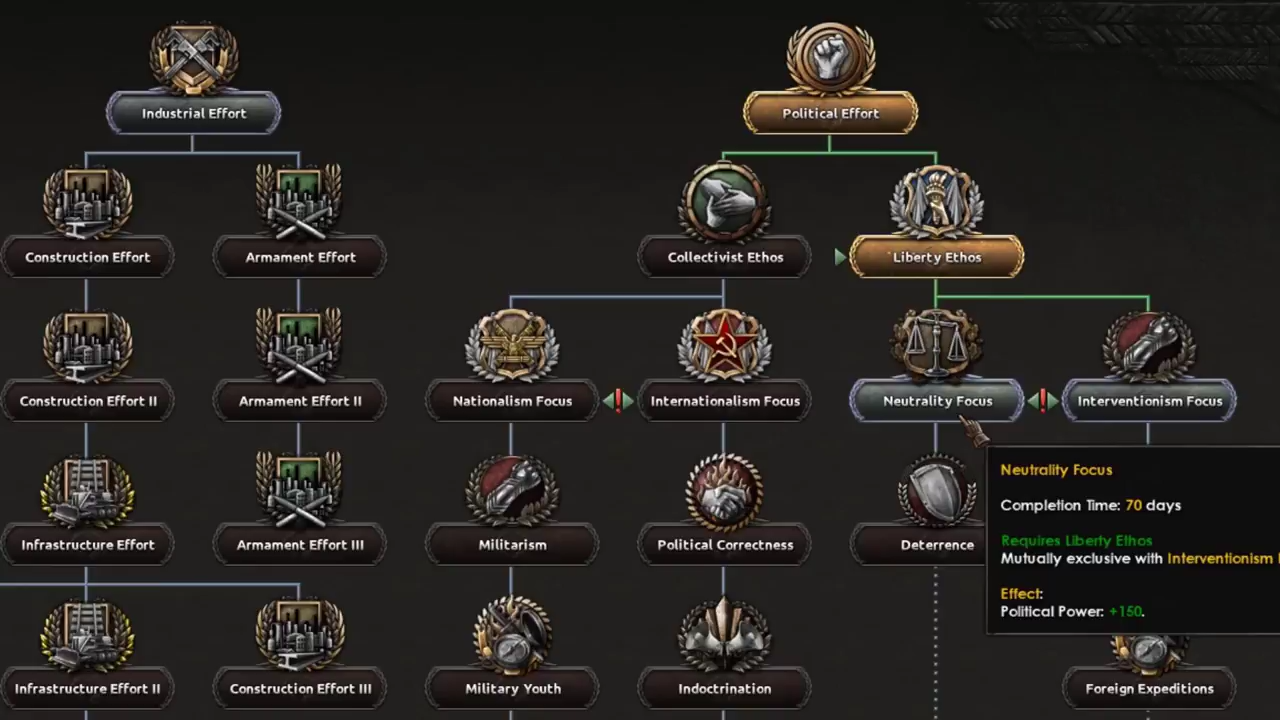 Industrial Effort
Political Effort
Construction Effort
Armament Effort
Collectivist Ethos
Liberty Ethos
Construction Effort II
Armament Effort II
Nationalism Focus
Internationalism Focus
Neutrality Focus
Interventionism Focus
Infrastructure Effort
Armament Effort III
Militarism
Political Correctness
Deterrence
Neutrality Focus
Completion Time: 70 days
Requires Liberty Ethos
Mutually exclusive with Interventionism
Effect:
Political Power: +150.
Infrastructure Effort II
Construction Effort III
Military Youth
Indoctrination
Foreign Expeditions